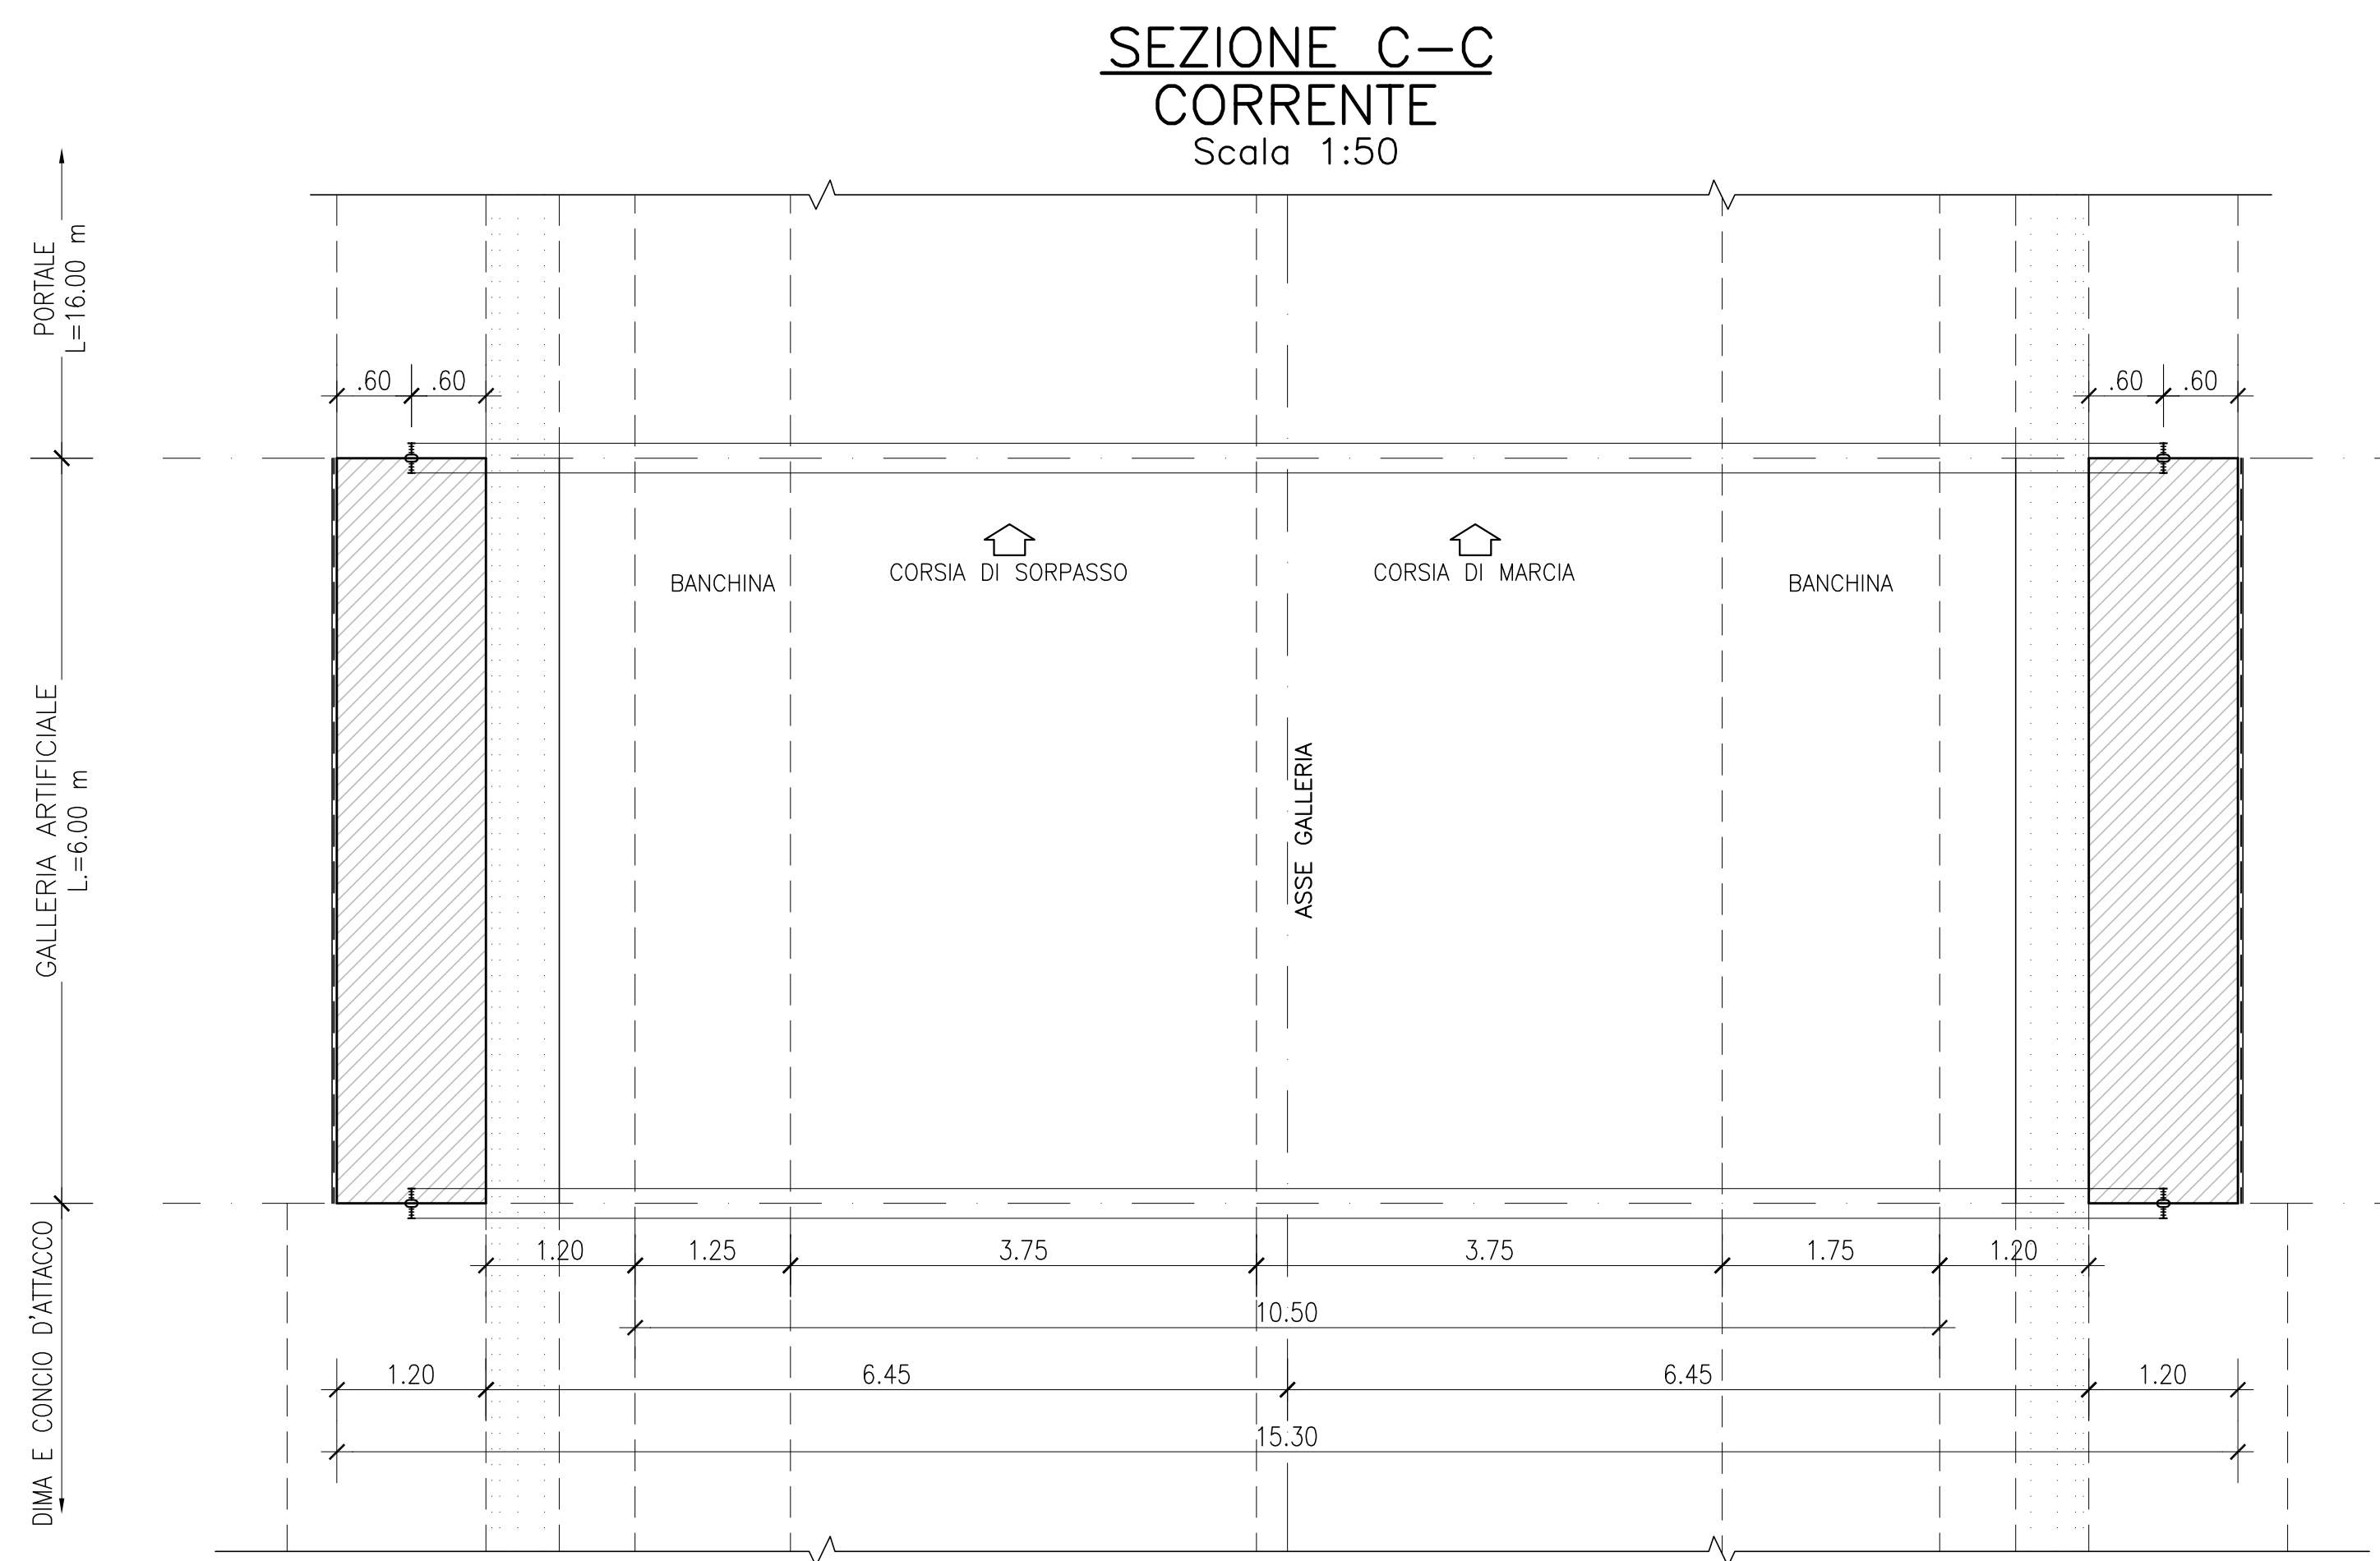 SEZIONE C-C
CORRENTE
Scala 1:50
PORTALE
L=16.00 m
.60
.60
.60
.60
CORSIA DI SORPASSO
CORSIA DI MARCIA
BANCHINA
BANCHINA
GALLERIA ARTIFICIALE
L.=6.00 m
ASSE GALLERIA
DIMA E CONCIO D'ATTACCO
1.20
1.25
3.75
3.75
1.75
1.20
10.50
1.20
6.45
6.45
1.20
15.30